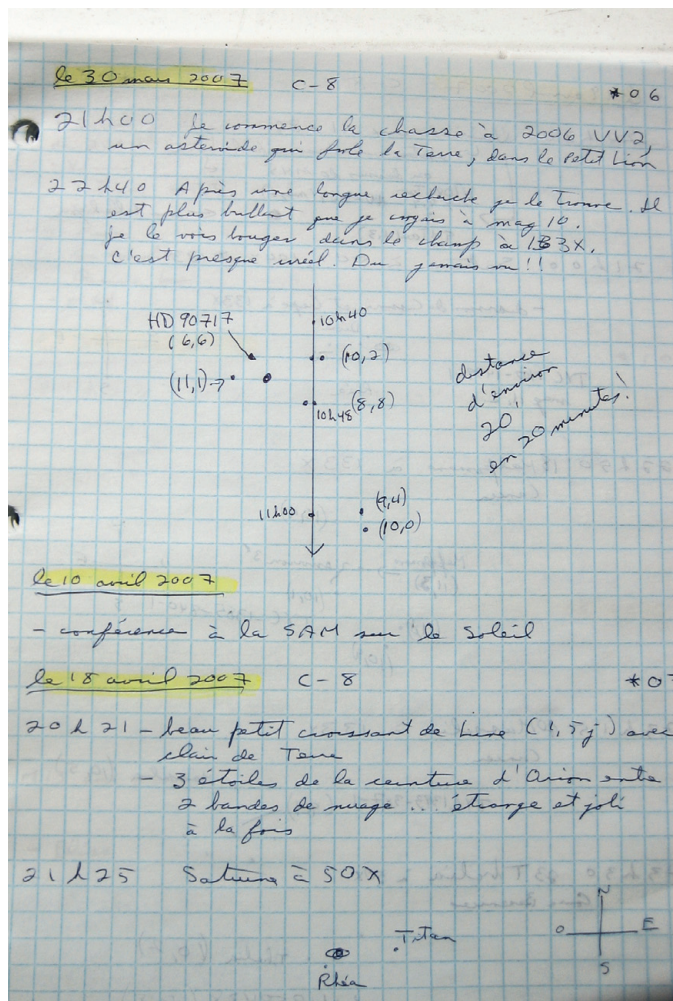 le 30 mars 2007 C-8 *06
21h00 je commence la chasse à 2006 VV2,
un astéroïde qui frôle la Terre, dans le Petit Lion
22h40 Après une longue recherche je le trouve. Il
est plus brillant que je croyais à mag 10.
je le vois bouger dans le champ à 133X.
c'est presque irréel. Du jamais vu!!
10h40
HD 90717
(6,6)
(10,2)
(11,1)→
(8,8)
10h48
distance
d'environ
20'
en 20 minutes!
11h00
(9,4)
(10,0)
le 10 avril 2007
- conférence à la SAM sur le Soleil
le 18 avril 2007 C-8 *07
20h21 - beau petit croissant de Lune (1,5j) avec
clair de Terre
- 3 étoiles de la ceinture d'Orion entre
2 bandes de nuage... étrange et joli
à la fois
21h25 Saturne à 50X
N
O E
S
Titan
Rhéa